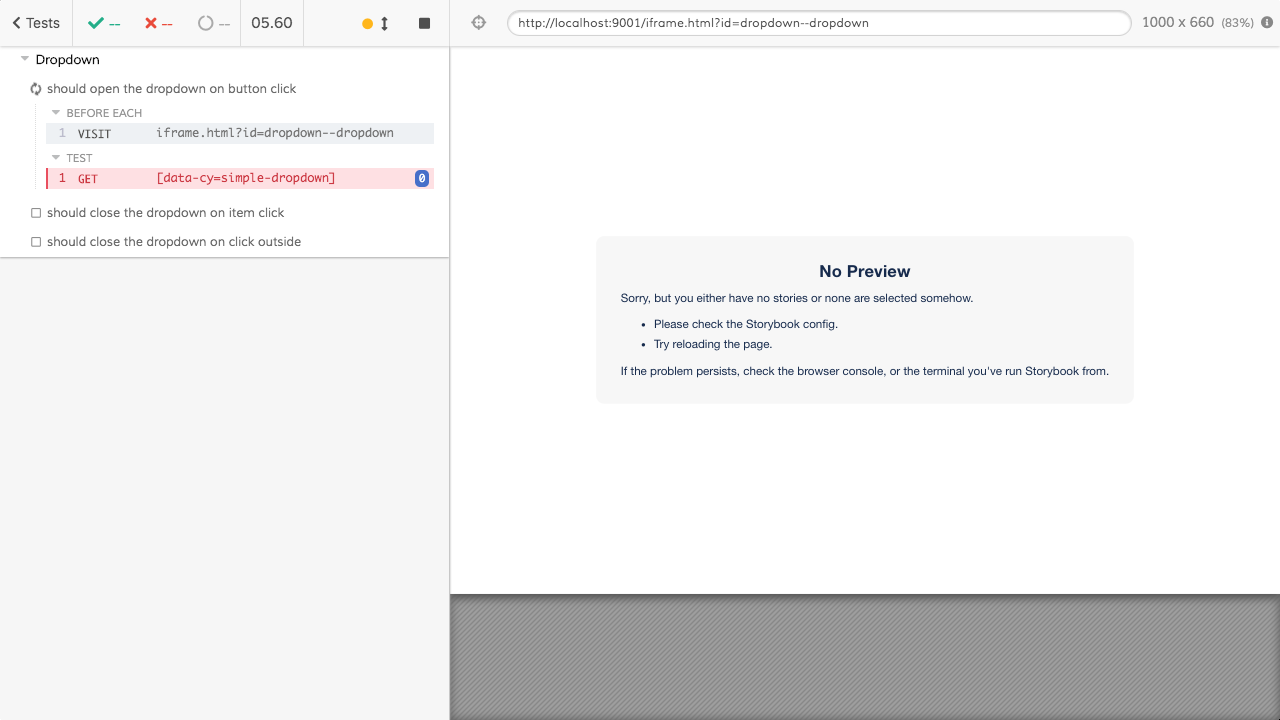 Tests
--
--
--
05.60
http://localhost:9001/iframe.html?id=dropdown--dropdown
1000 x 660 (83%)
Dropdown
should open the dropdown on button click
BEFORE EACH
1 VISIT iframe.html?id=dropdown--dropdown
TEST
1 GET [data-cy=simple-dropdown] 0
should close the dropdown on item click
should close the dropdown on click outside
No Preview
Sorry, but you either have no stories or none are selected somehow.
• Please check the Storybook config.
• Try reloading the page.
If the problem persists, check the browser console, or the terminal you've run Storybook from.